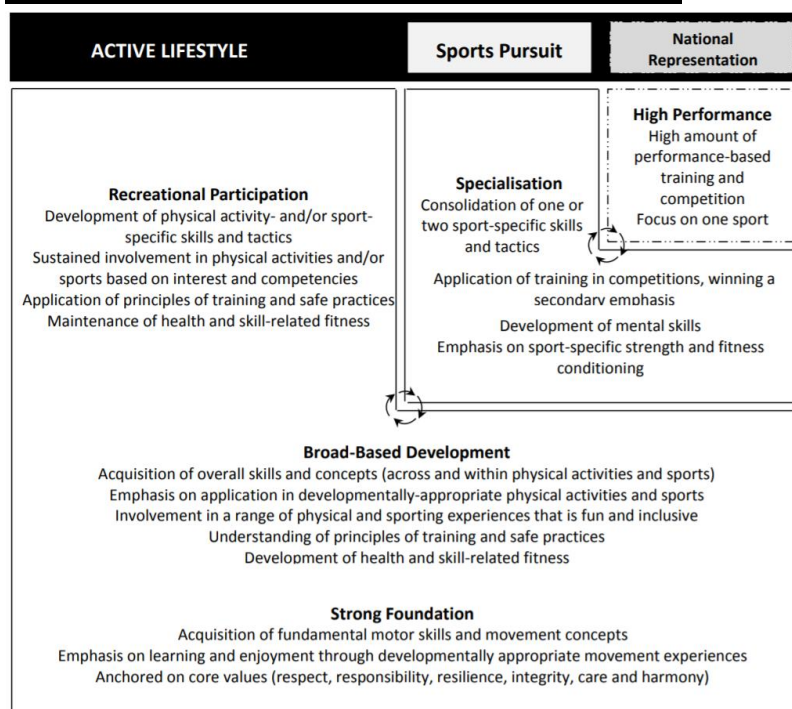 ACTIVE LIFESTYLE
Sports Pursuit
National
Representation
Recreational Participation
Development of physical activity- and/or sport-
specific skills and tactics
Sustained involvement in physical activities and/or
sports based on interest and competencies
Application of principles of training and safe practices
Maintenance of health and skill-related fitness
Specialisation
Consolidation of one or
two sport-specific skills
and tactics
High Performance
High amount of
performance-based
training and
competition
Focus on one sport
Application of training in competitions, winning a
secondary emphasis
Development of mental skills
Emphasis on sport-specific strength and fitness
conditioning
Broad-Based Development
Acquisition of overall skills and concepts (across and within physical activities and sports)
Emphasis on application in developmentally-appropriate physical activities and sports
Involvement in a range of physical and sporting experiences that is fun and inclusive
Understanding of principles of training and safe practices
Development of health and skill-related fitness
Strong Foundation
Acquisition of fundamental motor skills and movement concepts
Emphasis on learning and enjoyment through developmentally appropriate movement experiences
Anchored on core values (respect, responsibility, resilience, integrity, care and harmony)